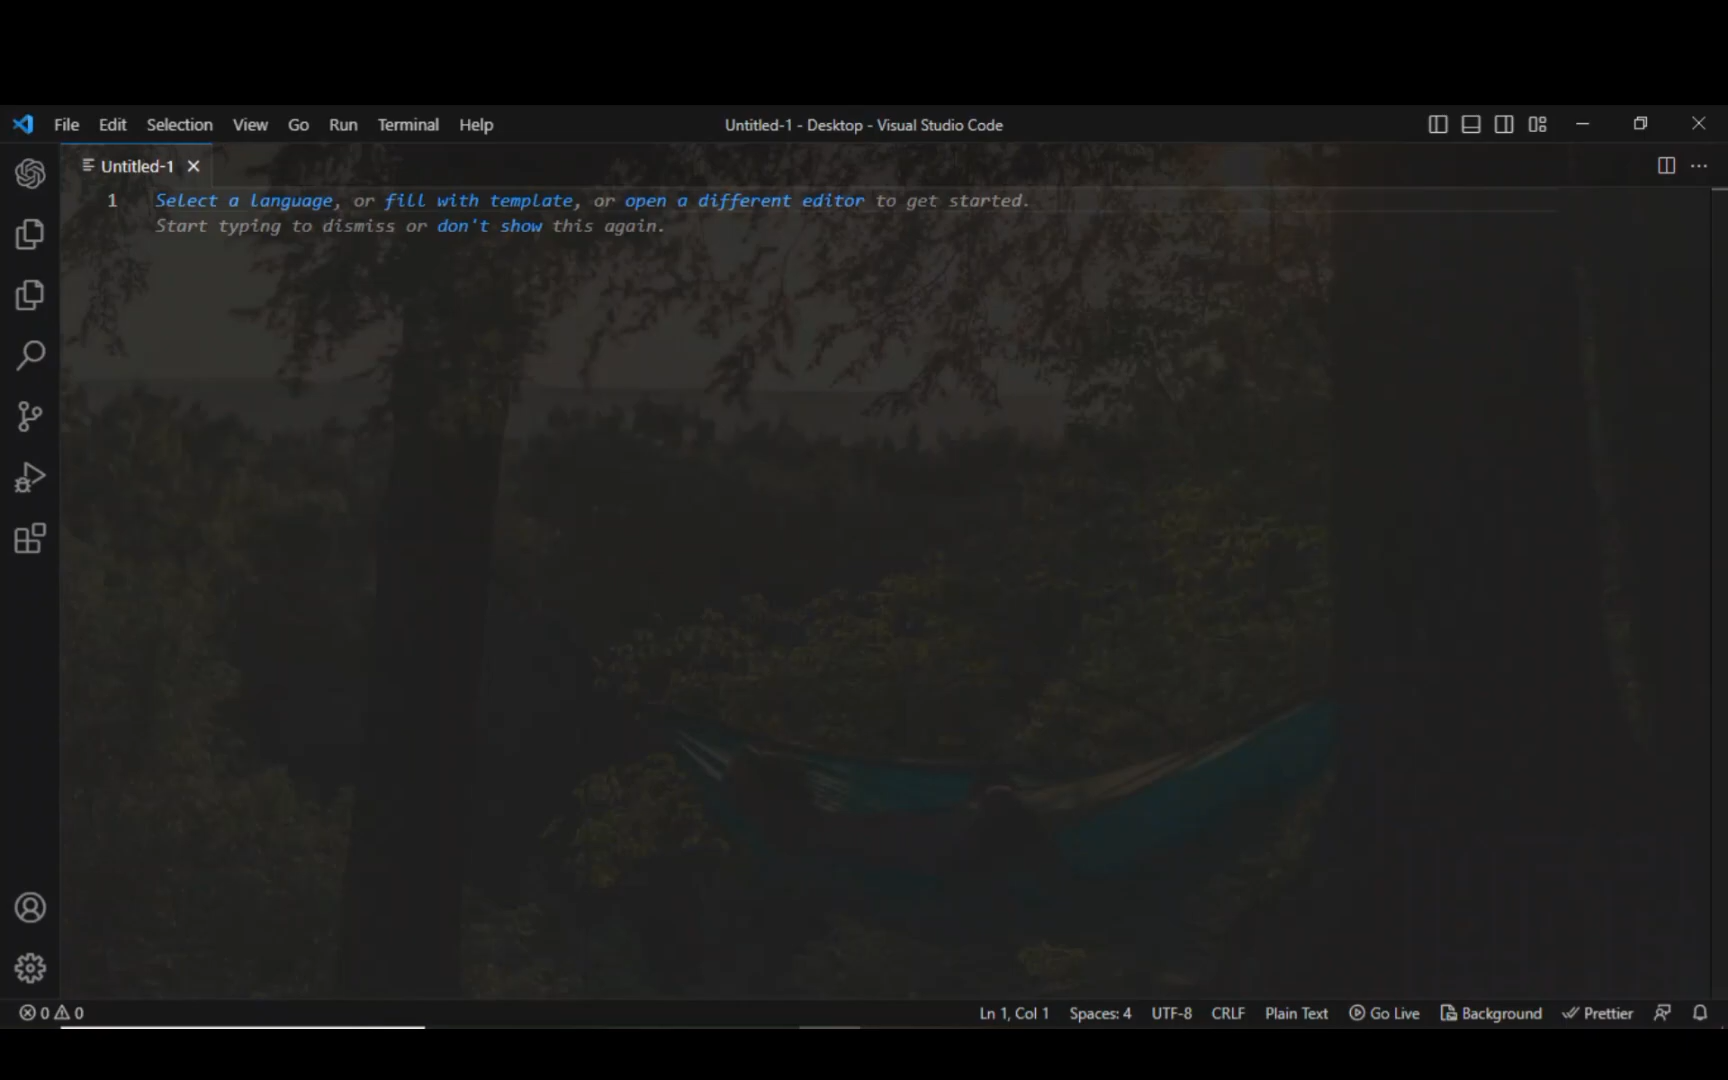 File Edit Selection View Go Run Terminal Help Untitled-1 - Desktop - Visual Studio Code
Untitled-1
1 Select a language, or fill with template, or open a different editor to get started.
Start typing to dismiss or don't show this again.
0 0 Ln 1, Col 1 Spaces: 4 UTF-8 CRLF Plain Text Go Live Background Prettier